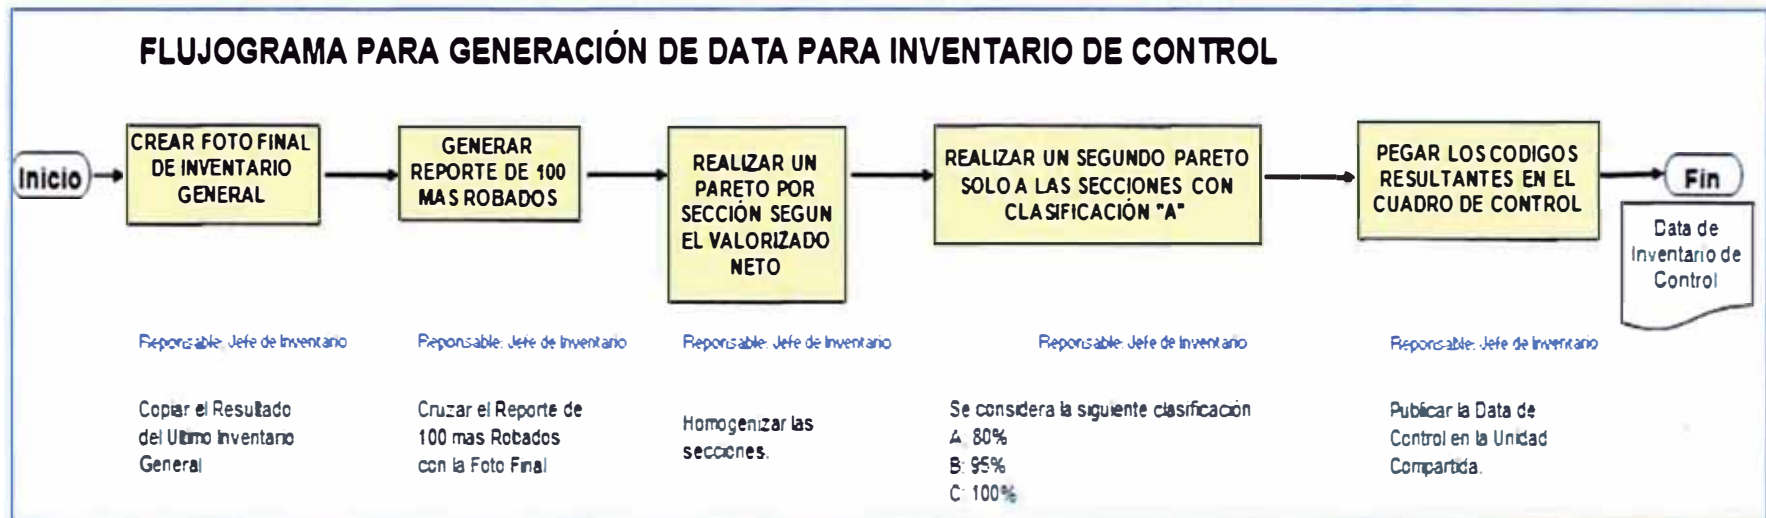 FLUJOGRAMA PARA GENERACIÓN DE DATA PARA INVENTARIO DE CONTROL
Inicio
CREAR FOTO FINAL
DE INVENTARIO
GENERAL
GENERAR
REPORTE DE 100
MAS ROBADOS
REALIZAR UN
PARETO POR
SECCIÓN SEGUN
EL VALORIZADO
NETO
REALIZAR UN SEGUNDO PARETO
SOLO A LAS SECCIONES CON
CLASIFICACIÓN "A"
PEGAR LOS CODIGOS
RESULTANTES EN EL
CUADRO DE CONTROL
Fin
Data de
Inventario de
Control
Reponsable: Jefe de Inventario
Reponsable: Jefe de Inventario
Reponsable: Jefe de Inventario
Reponsable: Jefe de Inventario
Reponsable: Jefe de Inventario
Copiar el Resultado
del Ultimo Inventario
General
Cruzar el Reporte de
100 mas Robados
con la Foto Final
Homogenizar las
secciones.
Se considera la siguiente clasificación
A: 80%
B: 95%
C: 100%
Publicar la Data de
Control en la Unidad
Compartida.